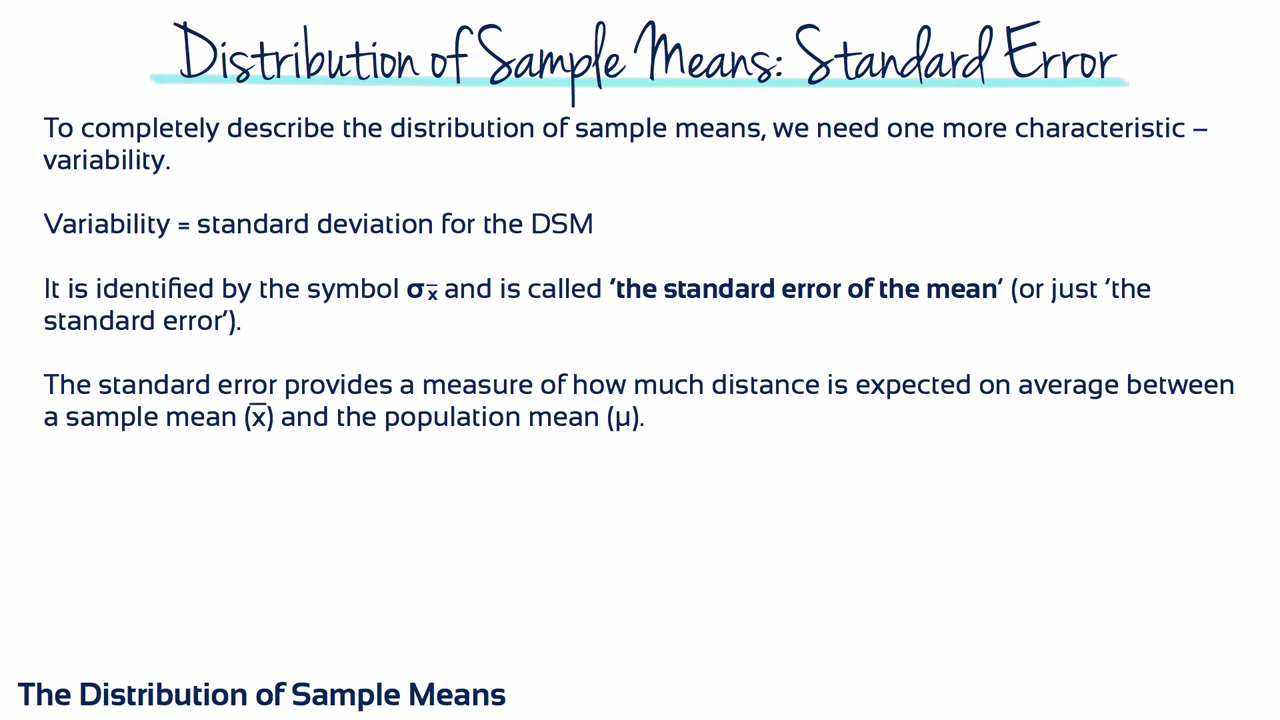 Distribution of Sample Means: Standard Error
To completely describe the distribution of sample means, we need one more characteristic –
variability.
Variability = standard deviation for the DSM
It is identified by the symbol σx̅ and is called ‘the standard error of the mean’ (or just ‘the
standard error’).
The standard error provides a measure of how much distance is expected on average between
a sample mean (x̅) and the population mean (μ).
The Distribution of Sample Means